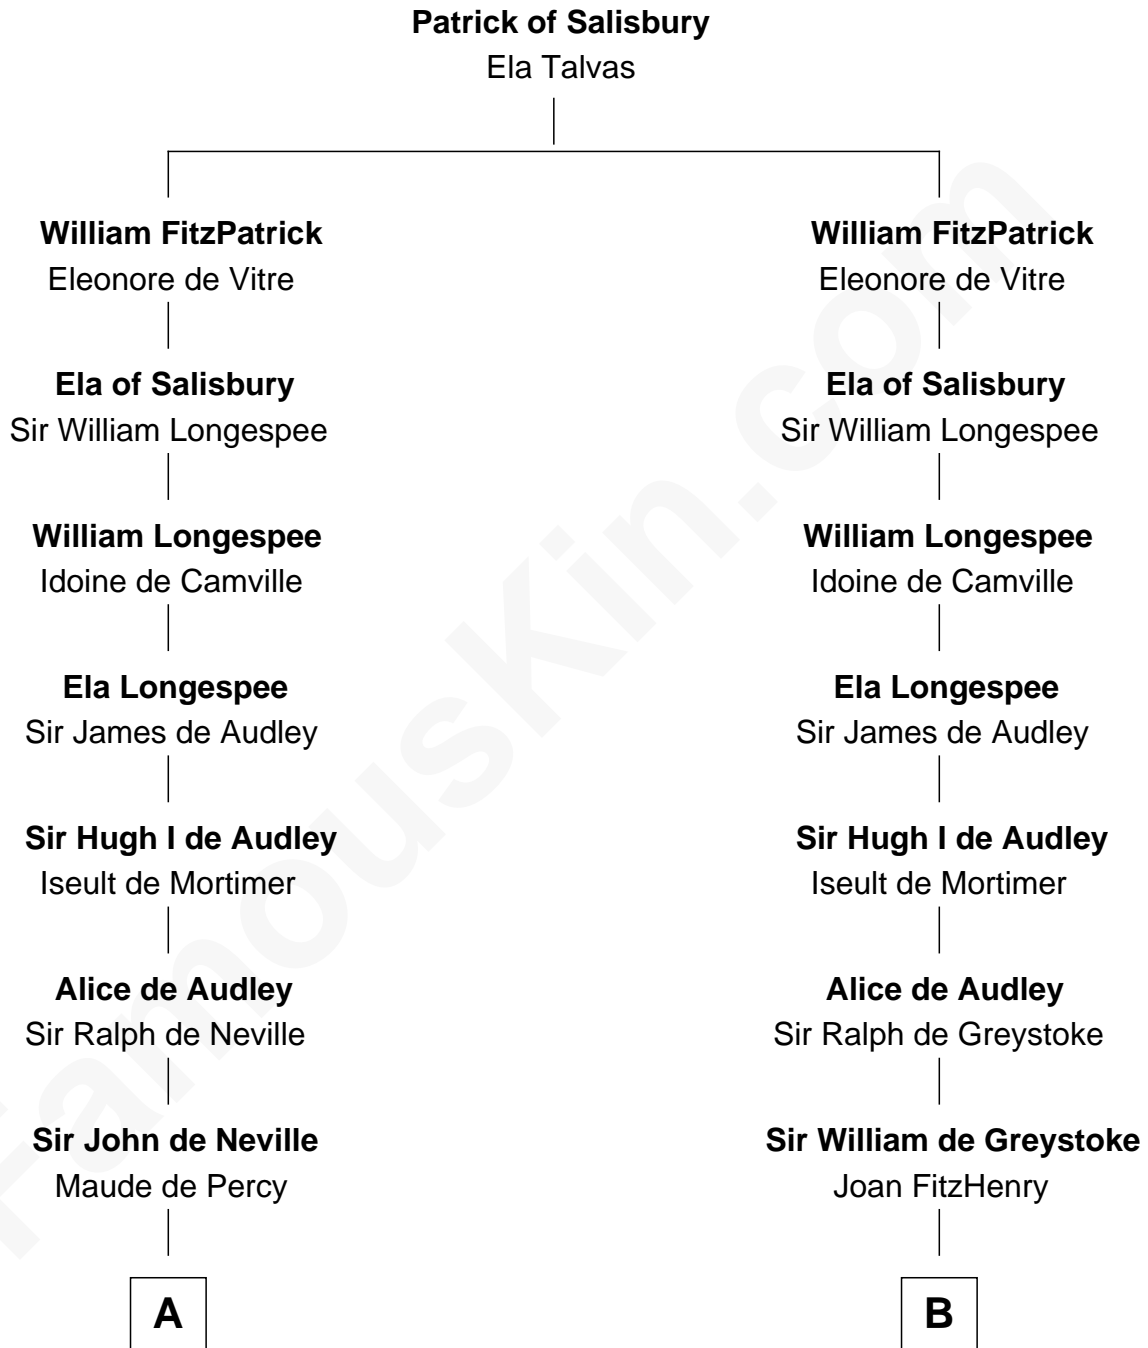 Patrick of Salisbury
Ela Talvas
William FitzPatrick
Eleonore de Vitre
William FitzPatrick
Eleonore de Vitre
Ela of Salisbury
Sir William Longespee
Ela of Salisbury
Sir William Longespee
William Longespee
Idoine de Camville
William Longespee
Idoine de Camville
Ela Longespee
Sir James de Audley
Ela Longespee
Sir James de Audley
Sir Hugh I de Audley
Iseult de Mortimer
Sir Hugh I de Audley
Iseult de Mortimer
Alice de Audley
Sir Ralph de Neville
Alice de Audley
Sir Ralph de Greystoke
Sir John de Neville
Maude de Percy
Sir William de Greystoke
Joan FitzHenry
A
B
FamousKin.com